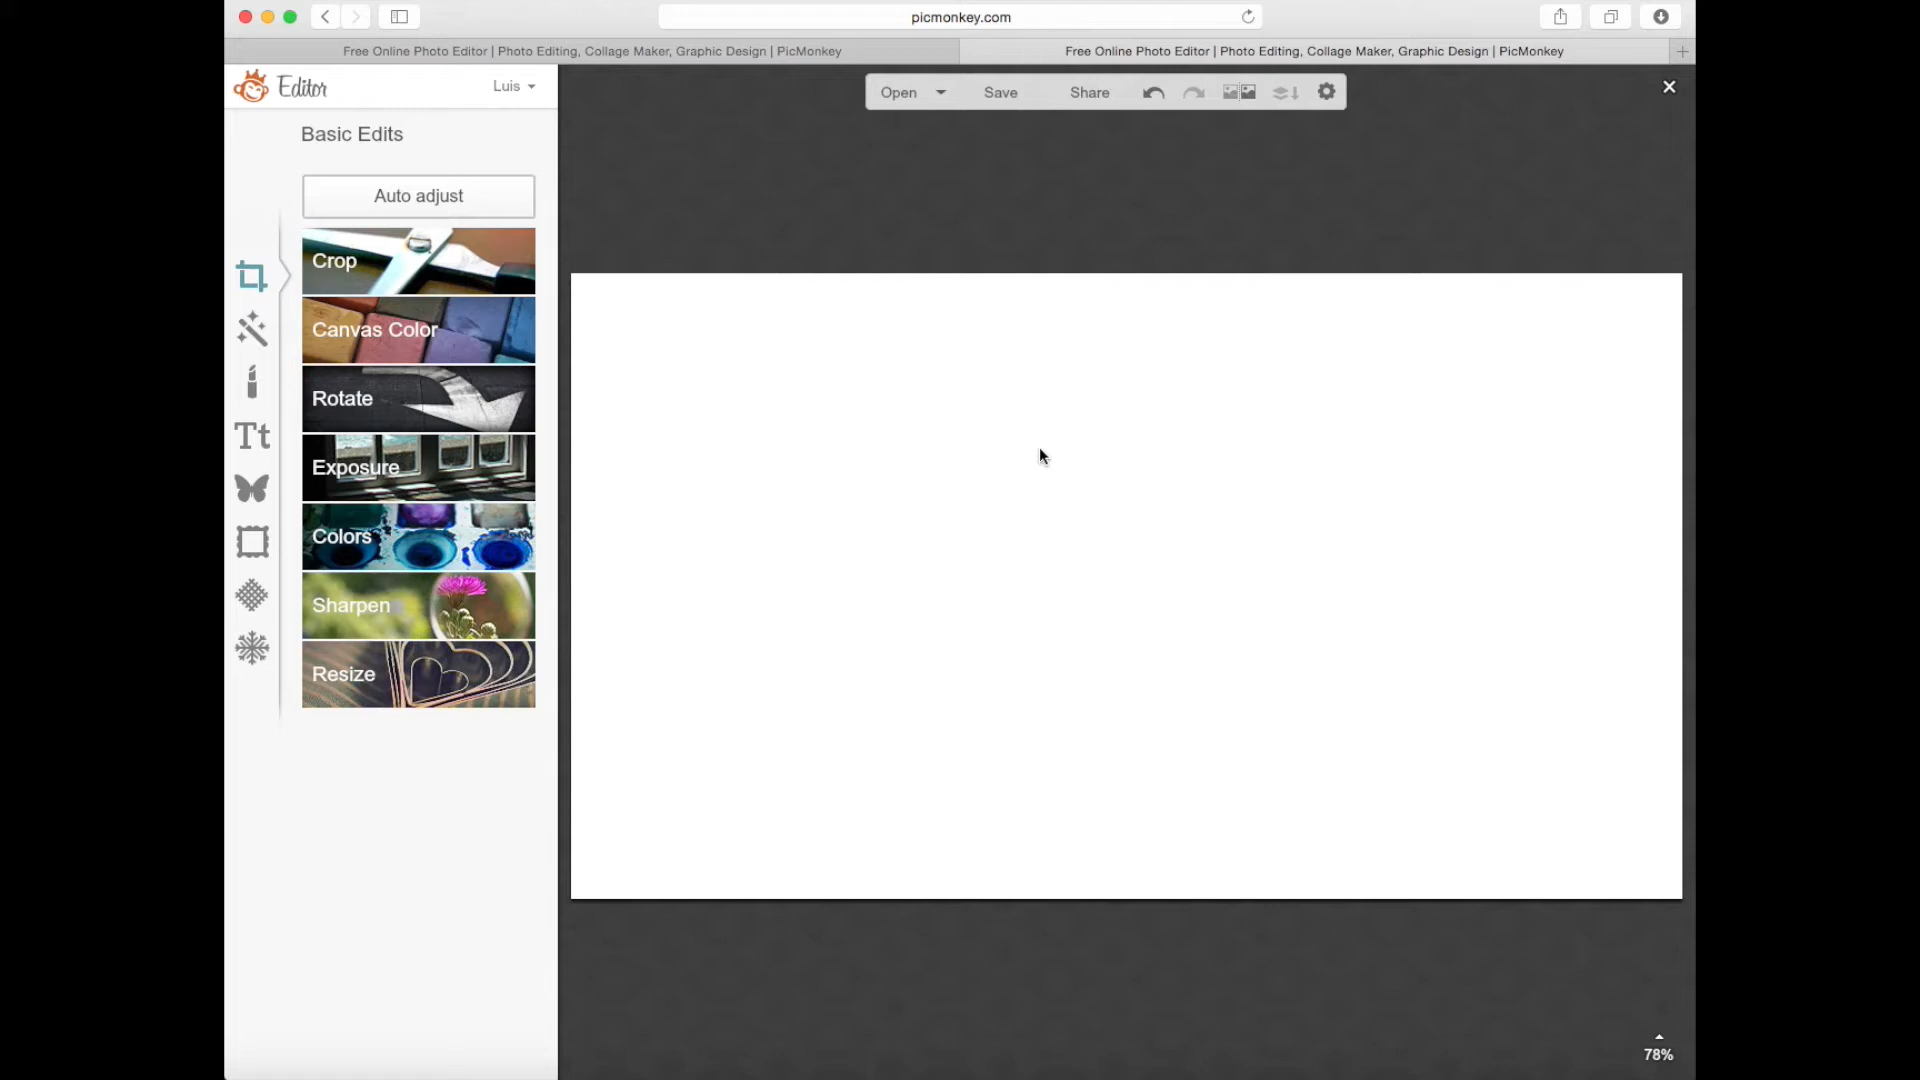 picmonkey.com
Free Online Photo Editor | Photo Editing, Collage Maker, Graphic Design | PicMonkey
Free Online Photo Editor | Photo Editing, Collage Maker, Graphic Design | PicMonkey
Editor
Luis
Open
Save
Share
Basic Edits
Auto adjust
Crop
Canvas Color
Rotate
Tt
Exposure
Colors
Sharpen
Resize
78%